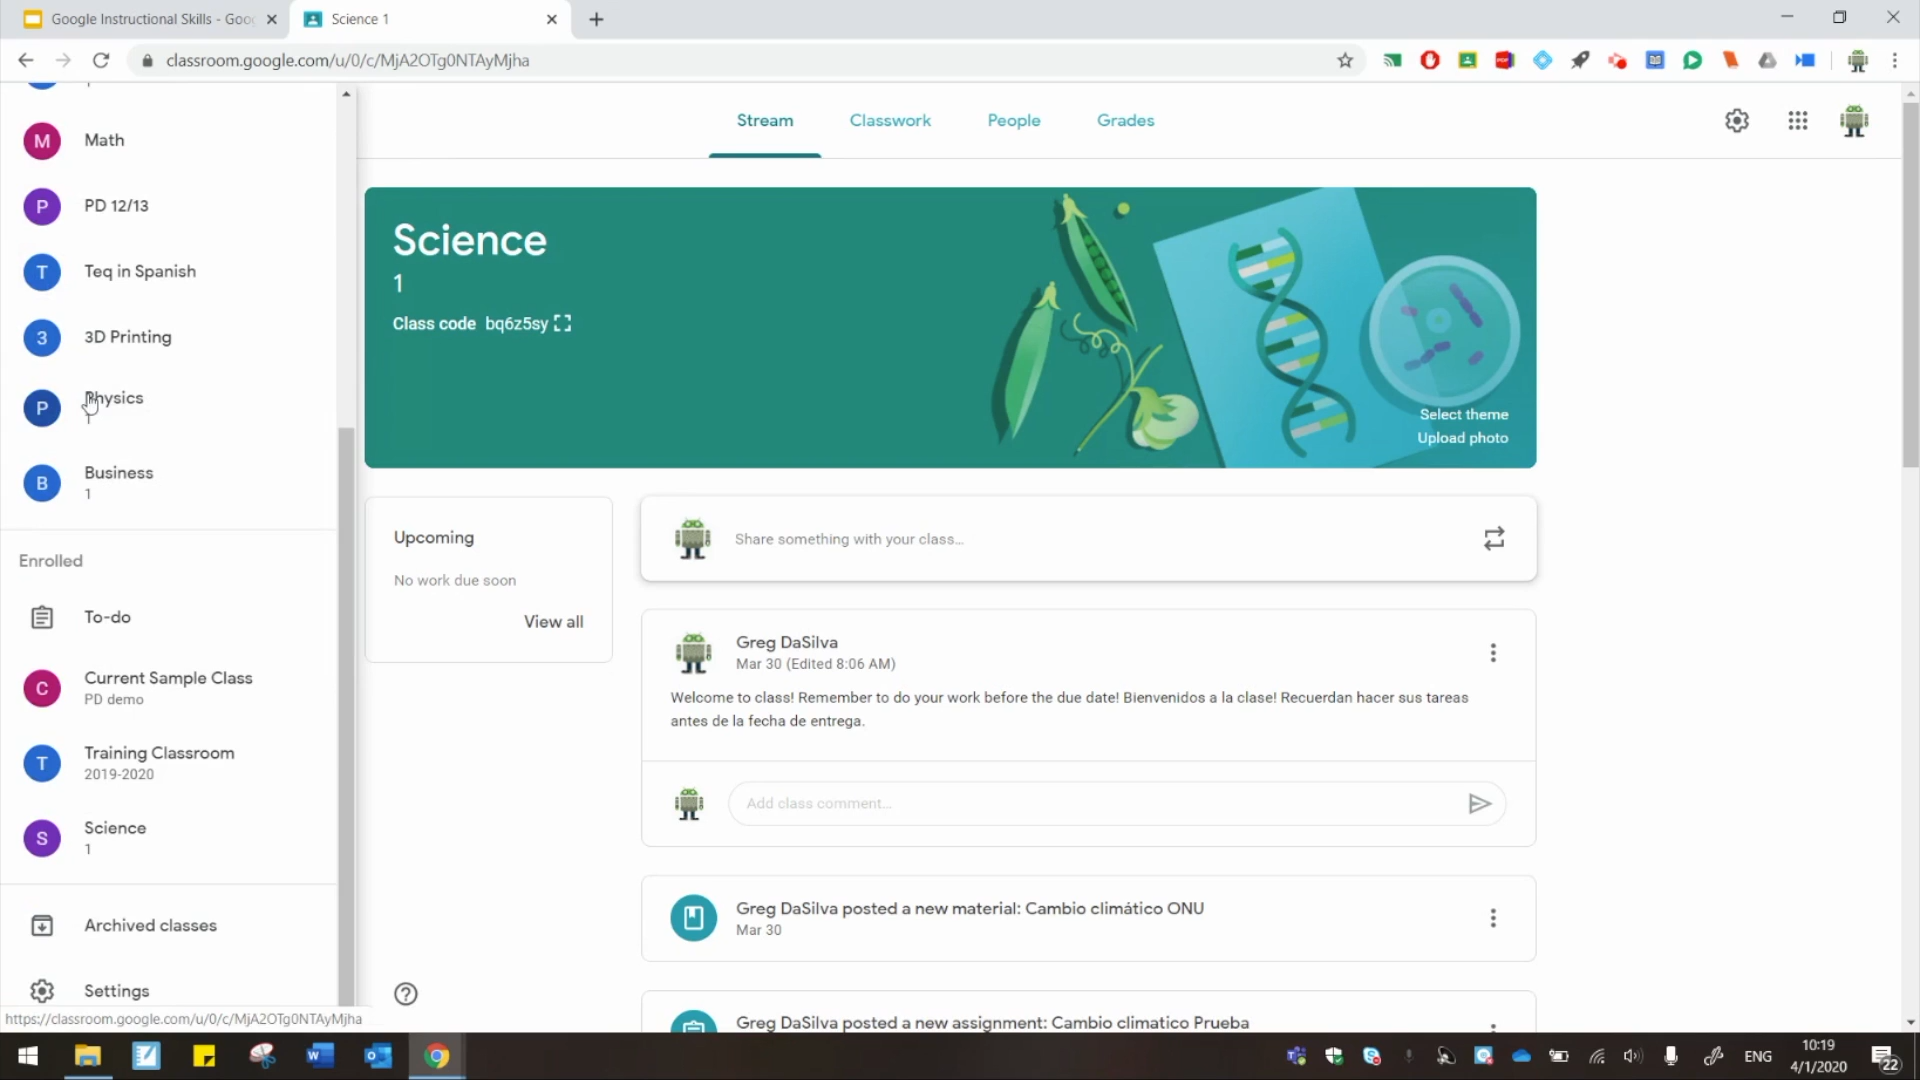 Google Instructional Skills - Goog
Science 1
classroom.google.com/u/0/c/MjA2OTg0NTAyMjha
M
Math
P
PD 12/13
T
Teq in Spanish
3
3D Printing
P
Physics
1
B
Business
1
Enrolled
To-do
C
Current Sample Class
PD demo
T
Training Classroom
2019-2020
S
Science
1
Archived classes
Settings
https://classroom.google.com/u/0/c/MjA2OTg0NTAyMjha
Stream
Classwork
People
Grades
Science
1
Class code bq6z5sy
Select theme
Upload photo
Upcoming
No work due soon
View all
Share something with your class...
Greg DaSilva
Mar 30 (Edited 8:06 AM)
Welcome to class! Remember to do your work before the due date! Bienvenidos a la clase! Recuerdan hacer sus tareas
antes de la fecha de entrega.
Add class comment...
Greg DaSilva posted a new material: Cambio climático ONU
Mar 30
Greg DaSilva posted a new assignment: Cambio climatico Prueba
ENG
10:19
4/1/2020
22